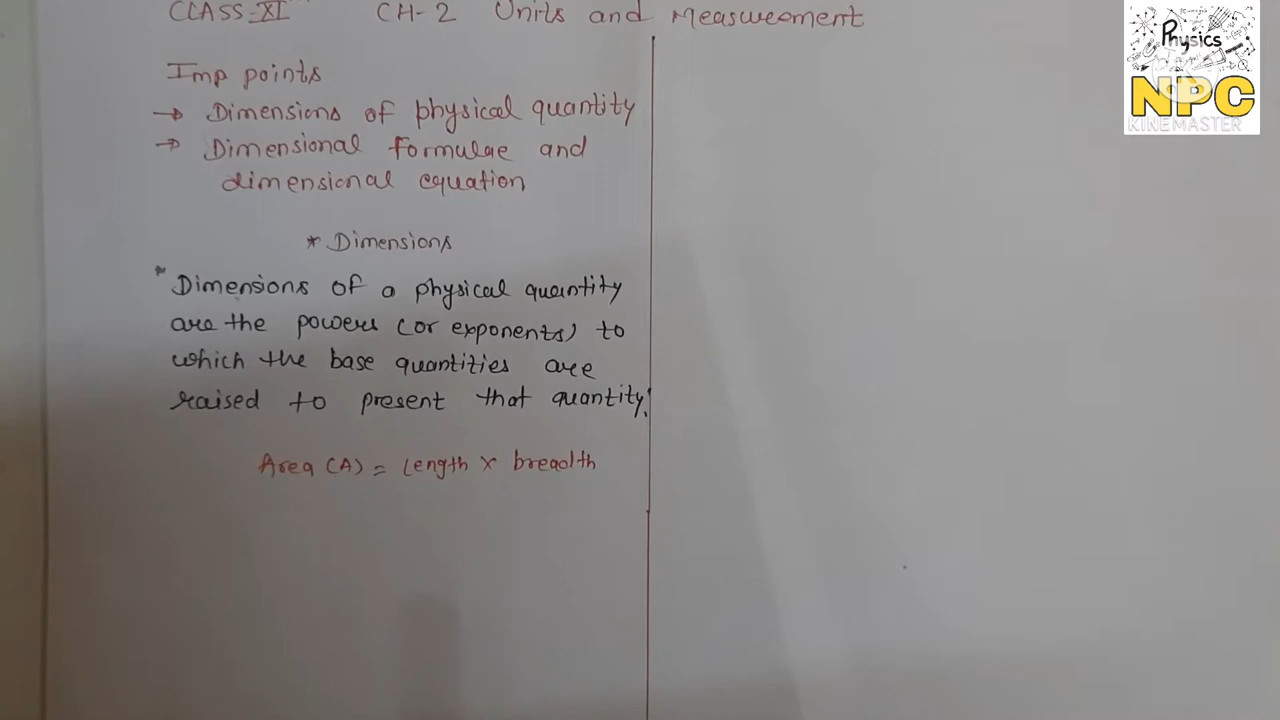 CLASS-XI CH-2 Units and Measurement
Imp points
→ Dimensions of physical quantity
→ Dimensional formulae and
dimensional equation
* Dimensions
"Dimensions of a physical quantity
are the powers (or exponents) to
which the base quantities are
raised to present that quantity."
Area (A) = Length × breadth
Physics
NPC
KINEMASTER